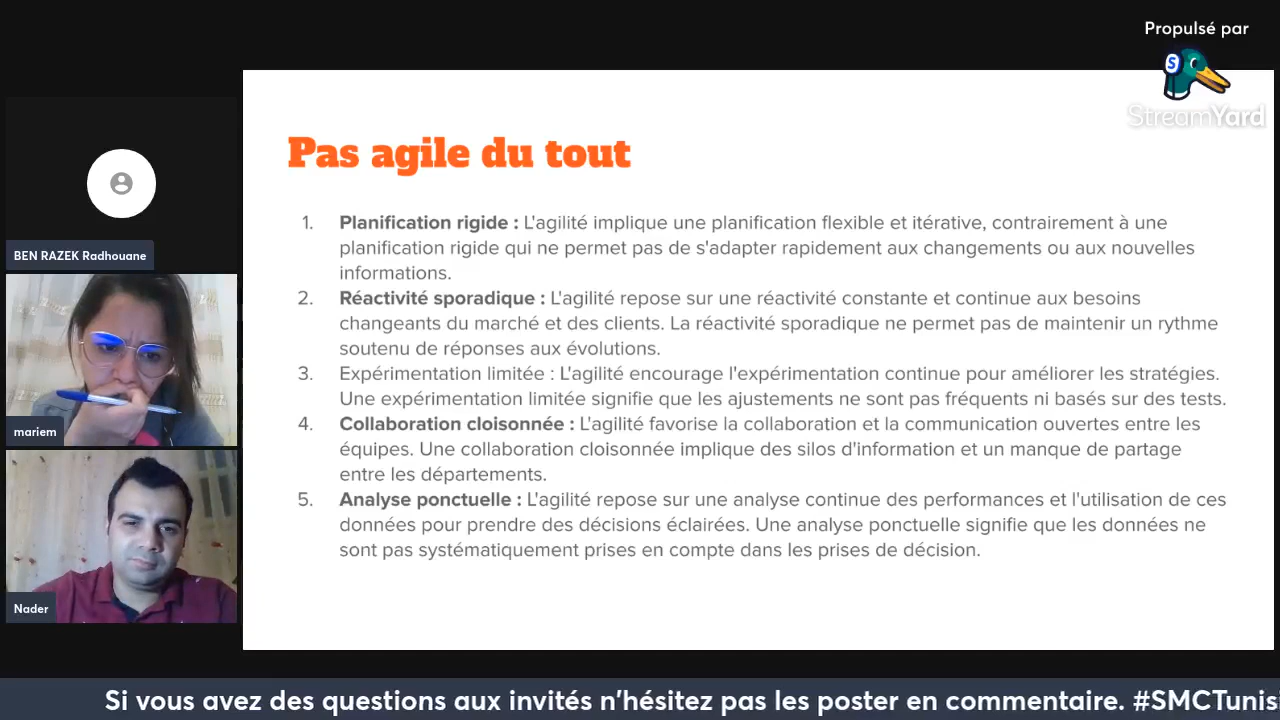 Propulsé par
StreamYard
Pas agile du tout
1. Planification rigide : L'agilité implique une planification flexible et itérative, contrairement à une
planification rigide qui ne permet pas de s'adapter rapidement aux changements ou aux nouvelles
informations.
2. Réactivité sporadique : L'agilité repose sur une réactivité constante et continue aux besoins
changeants du marché et des clients. La réactivité sporadique ne permet pas de maintenir un rythme
soutenu de réponses aux évolutions.
3. Expérimentation limitée : L'agilité encourage l'expérimentation continue pour améliorer les stratégies.
Une expérimentation limitée signifie que les ajustements ne sont pas fréquents ni basés sur des tests.
4. Collaboration cloisonnée : L'agilité favorise la collaboration et la communication ouvertes entre les
équipes. Une collaboration cloisonnée implique des silos d'information et un manque de partage
entre les départements.
5. Analyse ponctuelle : L'agilité repose sur une analyse continue des performances et l'utilisation de ces
données pour prendre des décisions éclairées. Une analyse ponctuelle signifie que les données ne
sont pas systématiquement prises en compte dans les prises de décision.
BEN RAZEK Radhouane
mariem
Nader
Si vous avez des questions aux invités n'hésitez pas les poster en commentaire. #SMCTunis